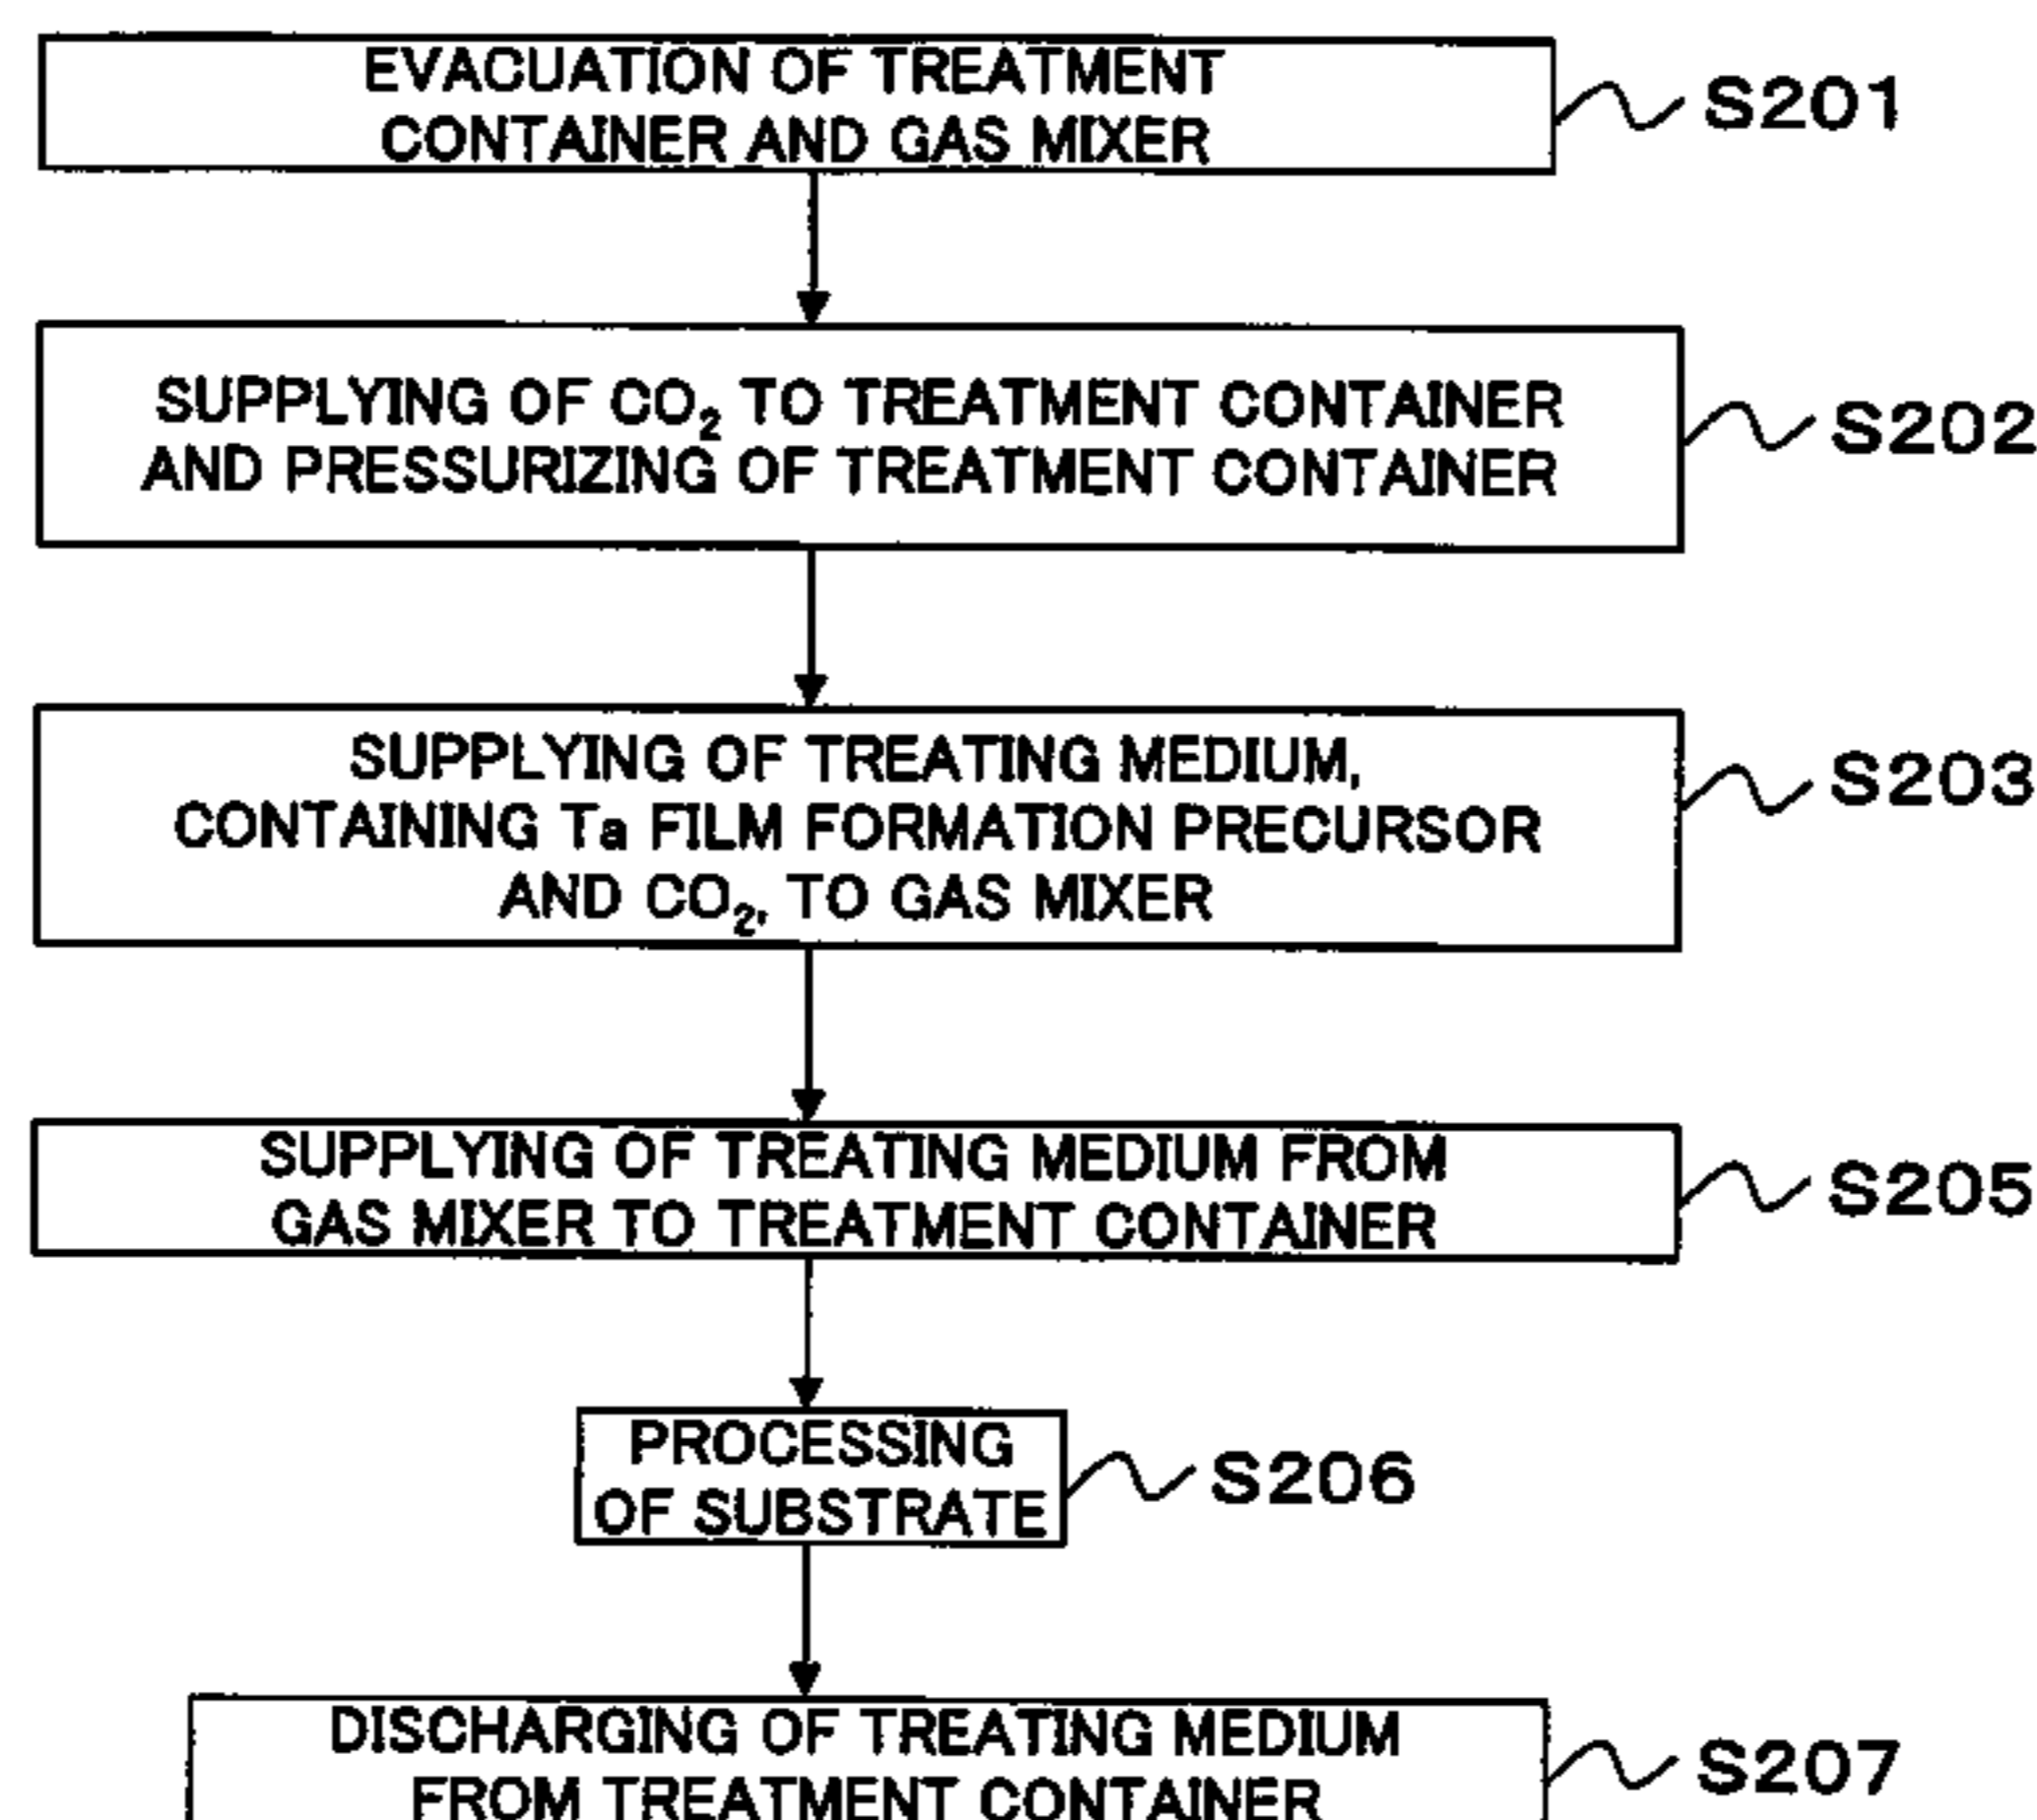 EVACUATION OF TREATMENT
CONTAINER AND GAS MIXER
S201
SUPPLYING OF CO₂ TO TREATMENT CONTAINER
AND PRESSURIZING OF TREATMENT CONTAINER
S202
SUPPLYING OF TREATING MEDIUM,
CONTAINING Ta FILM FORMATION PRECURSOR
AND CO₂, TO GAS MIXER
S203
SUPPLYING OF TREATING MEDIUM FROM
GAS MIXER TO TREATMENT CONTAINER
S205
PROCESSING
OF SUBSTRATE
S206
DISCHARGING OF TREATING MEDIUM
FROM TREATMENT CONTAINER
S207